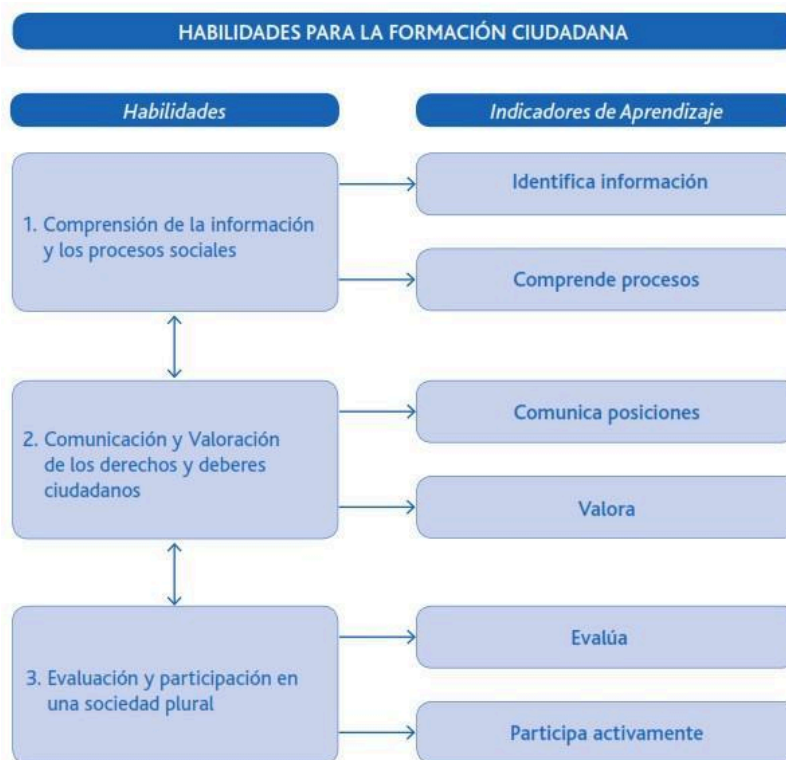 HABILIDADES PARA LA FORMACIÓN CIUDADANA
Habilidades
Indicadores de Aprendizaje
1. Comprensión de la información
y los procesos sociales
Identifica información
Comprende procesos
2. Comunicación y Valoración
de los derechos y deberes
ciudadanos
Comunica posiciones
Valora
3. Evaluación y participación en
una sociedad plural
Evalúa
Participa activamente